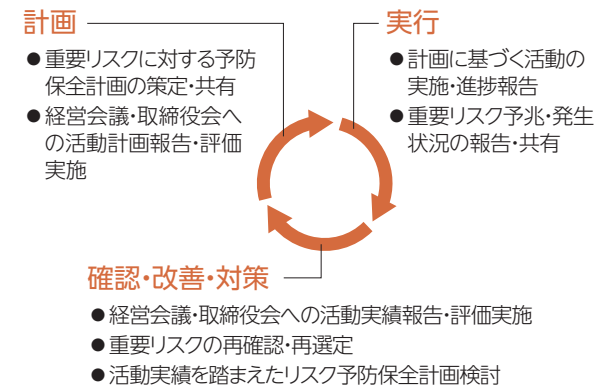 計画
●重要リスクに対する予防
保全計画の策定・共有
●経営会議・取締役会へ
の活動計画報告・評価
実施
実行
●計画に基づく活動の
実施・進捗報告
●重要リスク予兆・発生
状況の報告・共有
確認・改善・対策
●経営会議・取締役会への活動実績報告・評価実施
●重要リスクの再確認・再選定
●活動実績を踏まえたリスク予防保全計画検討